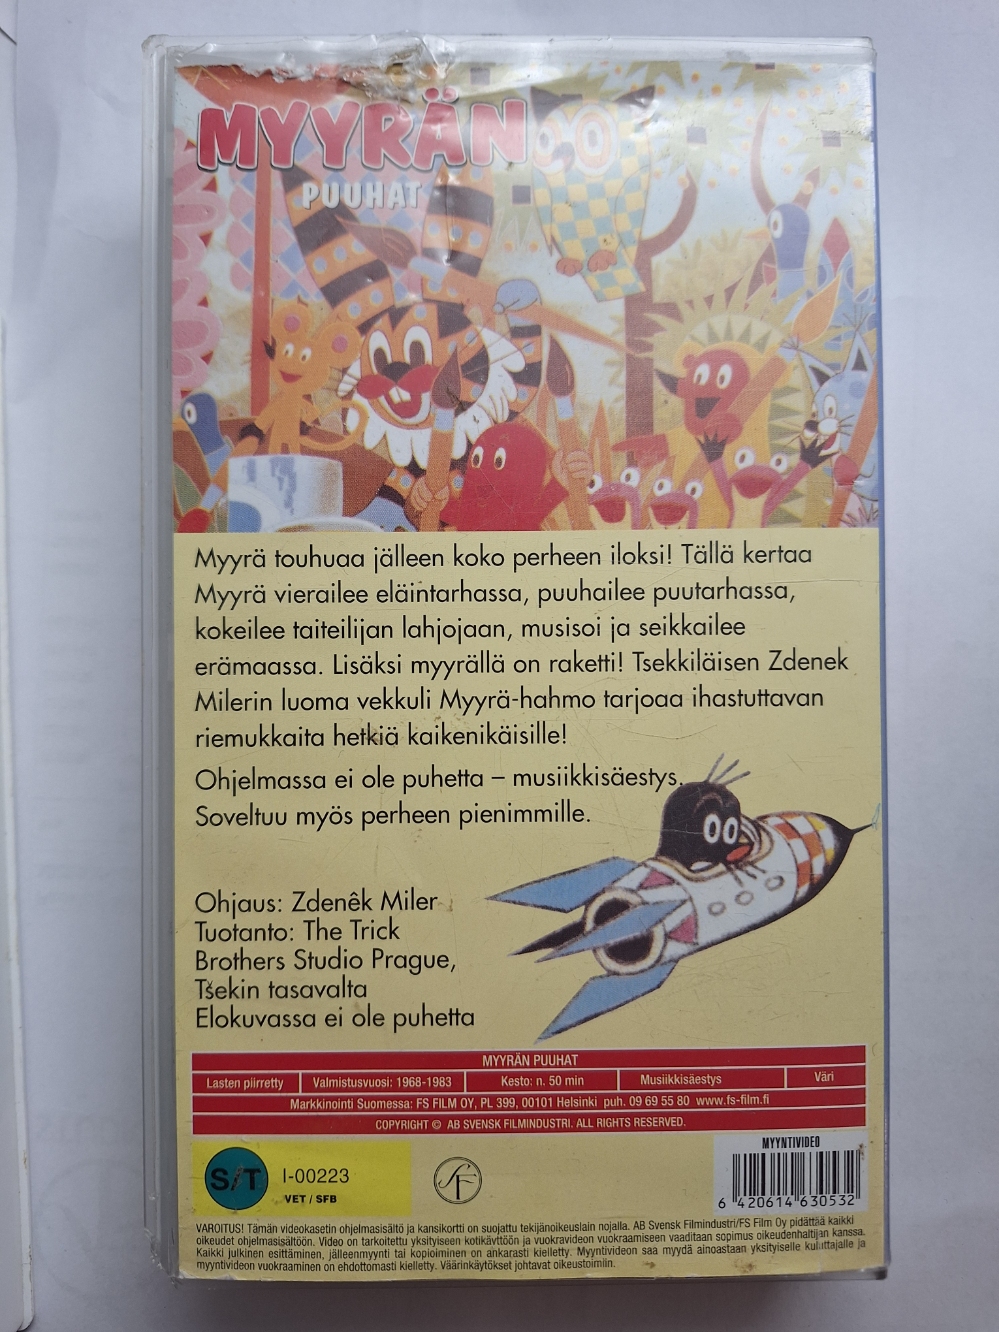 MYYRÄN
PUUHAT
Myyrä touhuaa jälleen koko perheen iloksi! Tällä kertaa
Myyrä vierailee eläintarhassa, puuhailee puutarhassa,
kokeilee taiteilijan lahjojaan, musisoi ja seikkailee
erämaassa. Lisäksi myyrällä on raketti! Tsekkiläisen Zdenek
Milerin luoma vekkuli Myyrä-hahmo tarjoaa ihastuttavan
riemukkaita hetkiä kaikenikäisille!
Ohjelmassa ei ole puhetta – musiikkisäestys.
Soveltuu myös perheen pienimmille.
Ohjaus: Zdenêk Miler
Tuotanto: The Trick
Brothers Studio Prague,
Tšekin tasavalta
Elokuvassa ei ole puhetta
MYYRÄN PUUHAT
Lasten piirretty Valmistusvuosi: 1968-1983 Kesto: n. 50 min Musiikkisäestys Väri
Markkinointi Suomessa: FS FILM OY, PL 399, 00101 Helsinki puh. 09 69 55 80 www.fs-film.fi
COPYRIGHT © AB SVENSK FILMINDUSTRI. ALL RIGHTS RESERVED.
MYYNTIVIDEO
S/T I-00223
VET / SFB
SF
6 420614 630532
VAROITUS! Tämän videokasetin ohjelmasisältö ja kansikortti on suojattu tekijänoikeuslain nojalla. AB Svensk Filmindustri/FS Film Oy pidättää kaikki
oikeudet ohjelmasisältöön. Video on tarkoitettu yksityiseen kotikäyttöön ja vuokravideon vuokraamiseen vaaditaan sopimus oikeudenhaltijan kanssa.
Kaikki julkinen esittäminen, jälleenmyynti tai kopioiminen on ankarasti kielletty. Myyntivideon saa myydä ainoastaan yksityiselle kuluttajalle ja
myyntivideon vuokraaminen on ehdottomasti kielletty. Väärinkäytökset johtavat oikeustoimiin.